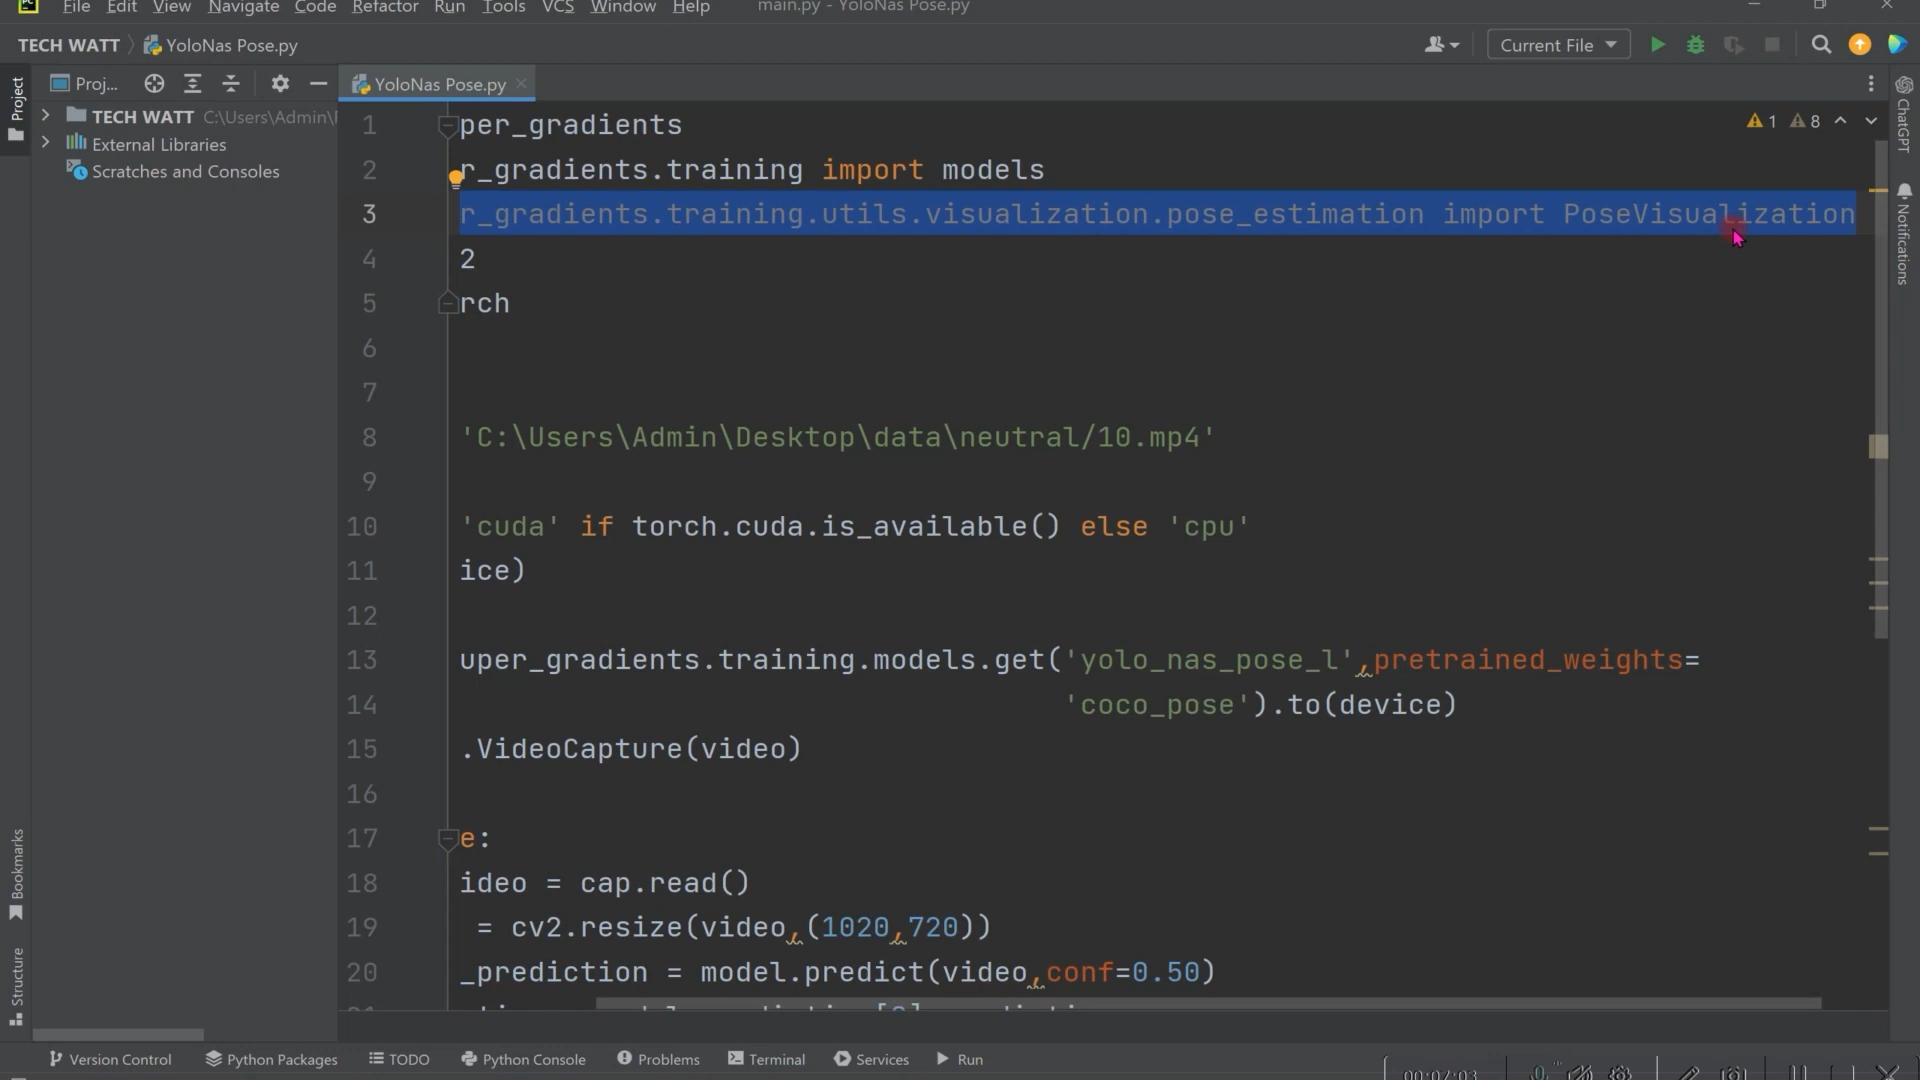 File Edit View Navigate Code Refactor Run Tools VCS Window Help main.py - YoloNas Pose.py
TECH WATT YoloNas Pose.py Current File
Project Proj... YoloNas Pose.py
TECH WATT C:\Users\Admin\
External Libraries
Scratches and Consoles
1 per_gradients
2 r_gradients.training import models
3 r_gradients.training.utils.visualization.pose_estimation import PoseVisualization
4 2
5 rch
6
7
8 'C:\Users\Admin\Desktop\data\neutral/10.mp4'
9
10 'cuda' if torch.cuda.is_available() else 'cpu'
11 ice)
12
13 uper_gradients.training.models.get('yolo_nas_pose_l',pretrained_weights=
14 'coco_pose').to(device)
15 .VideoCapture(video)
16
17 e:
18 ideo = cap.read()
19 = cv2.resize(video,(1020,720))
20 _prediction = model.predict(video,conf=0.50)
1 8
ChatGPT
Notifications
Bookmarks
Structure
Version Control Python Packages TODO Python Console Problems Terminal Services Run